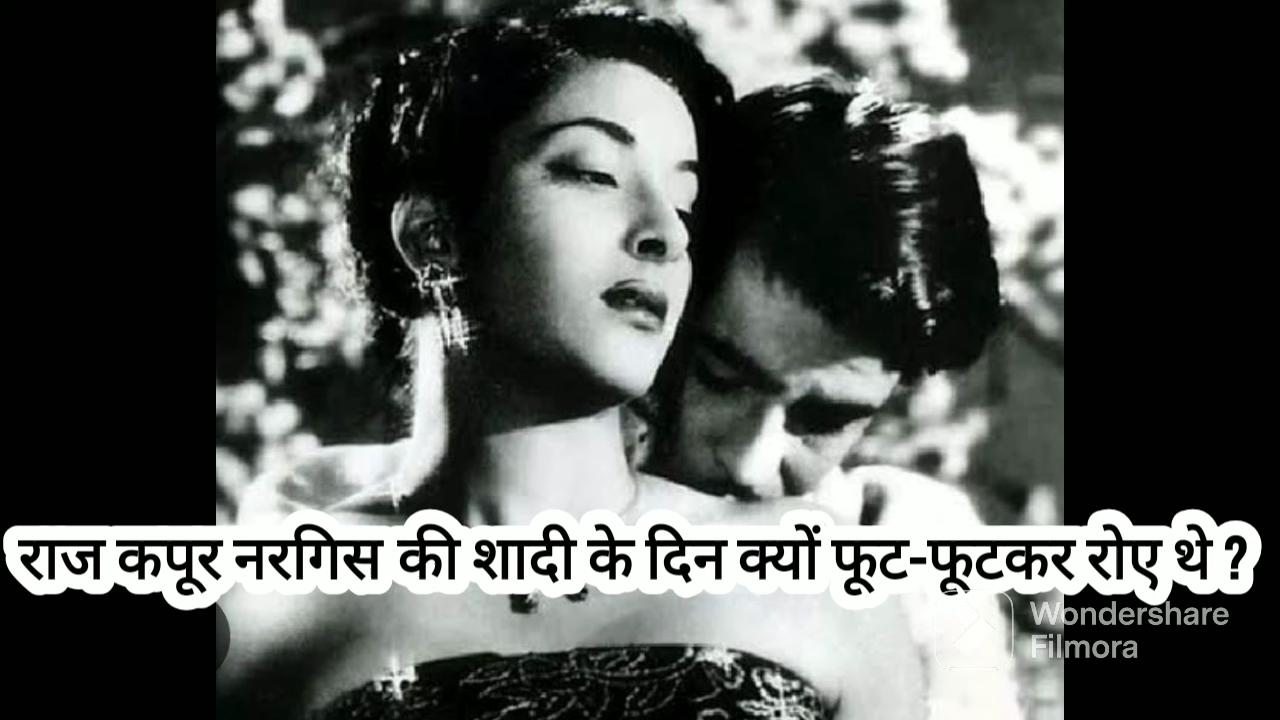 राज कपूर नरगिस की शादी के दिन क्यों फूट-फूटकर रोए थे ?
Wondershare
Filmora